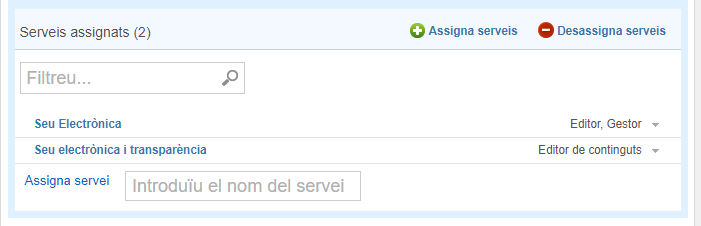 Serveis assignats (2) Assigna serveis Desassigna serveis
Filtreu...
Seu Electrònica Editor, Gestor
Seu electrònica i transparència Editor de continguts
Assigna servei Introduïu el nom del servei